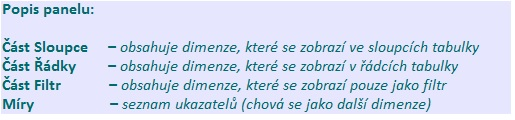 Popis panelu:
Část Sloupce – obsahuje dimenze, které se zobrazí ve sloupcích tabulky
Část Řádky – obsahuje dimenze, které se zobrazí v řádcích tabulky
Část Filtr – obsahuje dimenze, které se zobrazí pouze jako filtr
Míry – seznam ukazatelů (chová se jako další dimenze)